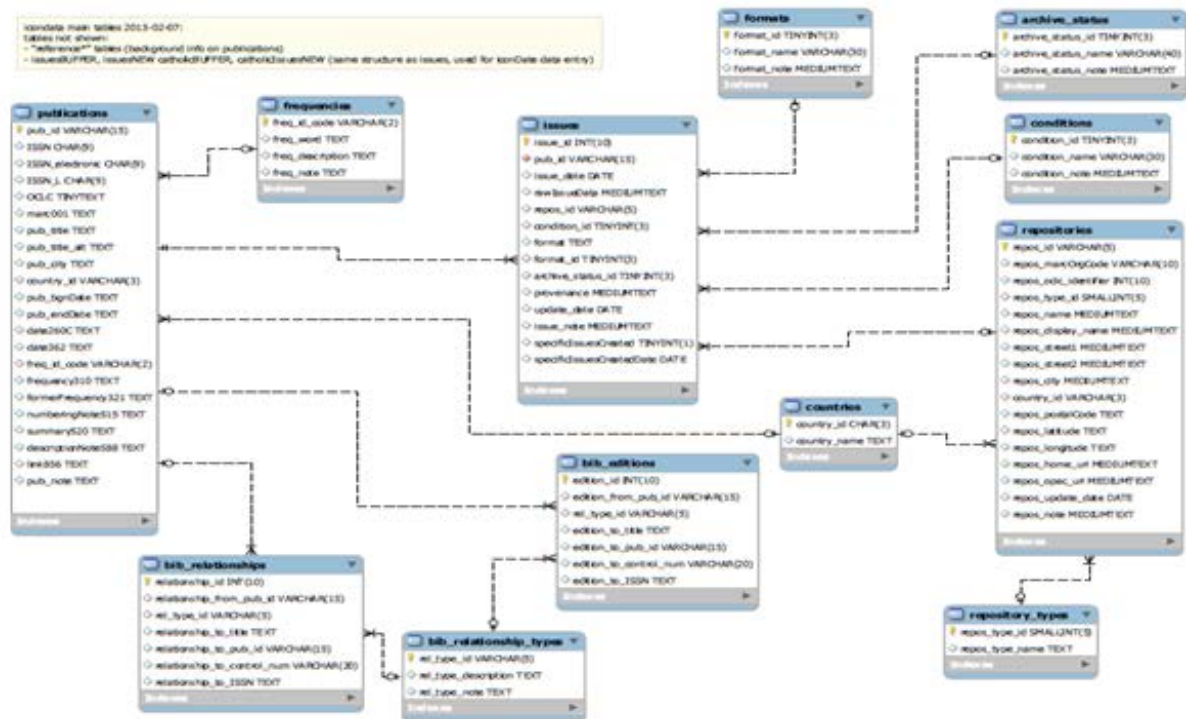 icondata main tables 2013-02-07:
tables not shown:
- "reference*" tables (background info on publications)
- issuesBUFFER, issuesNEW catholicBUFFER, catholicIssuesNEW (same structure as issues, used for iconData data entry)
publications
pub_id VARCHAR(15)
ISSN CHAR(9)
ISSN_electronic CHAR(9)
ISSN_L CHAR(9)
OCLC TINYTEXT
marc001 TEXT
pub_title TEXT
pub_title_alt TEXT
pub_city TEXT
country_id VARCHAR(3)
pub_bgnDate TEXT
pub_endDate TEXT
date260C TEXT
date362 TEXT
freq_id_code VARCHAR(2)
frequency310 TEXT
formerFrequency321 TEXT
numberingNote515 TEXT
summary520 TEXT
descriptionNote588 TEXT
link856 TEXT
pub_note TEXT
Indexes
frequencies
freq_id_code VARCHAR(2)
freq_word TEXT
freq_description TEXT
freq_note TEXT
Indexes
issues
issue_id INT(10)
pub_id VARCHAR(15)
issue_date DATE
rawIssueData MEDIUMTEXT
repos_id VARCHAR(5)
condition_id TINYINT(3)
format TEXT
format_id TINYINT(3)
archive_status_id TINYINT(3)
provenance MEDIUMTEXT
update_date DATE
issue_note MEDIUMTEXT
specificIssuesCreated TINYINT(1)
specificIssuesCreatedDate DATE
Indexes
formats
format_id TINYINT(3)
format_name VARCHAR(30)
format_note MEDIUMTEXT
Indexes
archive_status
archive_status_id TINYINT(3)
archive_status_name VARCHAR(40)
archive_status_note MEDIUMTEXT
Indexes
conditions
condition_id TINYINT(3)
condition_name VARCHAR(30)
condition_note MEDIUMTEXT
Indexes
repositories
repos_id VARCHAR(5)
repos_marcOrgCode VARCHAR(10)
repos_oclc_identifier INT(10)
repos_type_id SMALLINT(5)
repos_name MEDIUMTEXT
repos_display_name MEDIUMTEXT
repos_street1 MEDIUMTEXT
repos_street2 MEDIUMTEXT
repos_city MEDIUMTEXT
country_id VARCHAR(3)
repos_postalCode TEXT
repos_latitude TEXT
repos_longitude TEXT
repos_home_url MEDIUMTEXT
repos_opac_url MEDIUMTEXT
repos_update_date DATE
repos_note MEDIUMTEXT
Indexes
countries
country_id CHAR(3)
country_name TEXT
Indexes
bib_editions
edition_id INT(10)
edition_from_pub_id VARCHAR(15)
rel_type_id VARCHAR(5)
edition_to_title TEXT
edition_to_pub_id VARCHAR(15)
edition_to_control_num VARCHAR(20)
edition_to_ISSN TEXT
Indexes
bib_relationships
relationship_id INT(10)
relationship_from_pub_id VARCHAR(15)
rel_type_id VARCHAR(5)
relationship_to_title TEXT
relationship_to_pub_id VARCHAR(15)
relationship_to_control_num VARCHAR(20)
relationship_to_ISSN TEXT
Indexes
bib_relationship_types
rel_type_id VARCHAR(5)
rel_type_description TEXT
rel_type_note TEXT
Indexes
repository_types
repos_type_id SMALLINT(5)
repos_type_name TEXT
Indexes